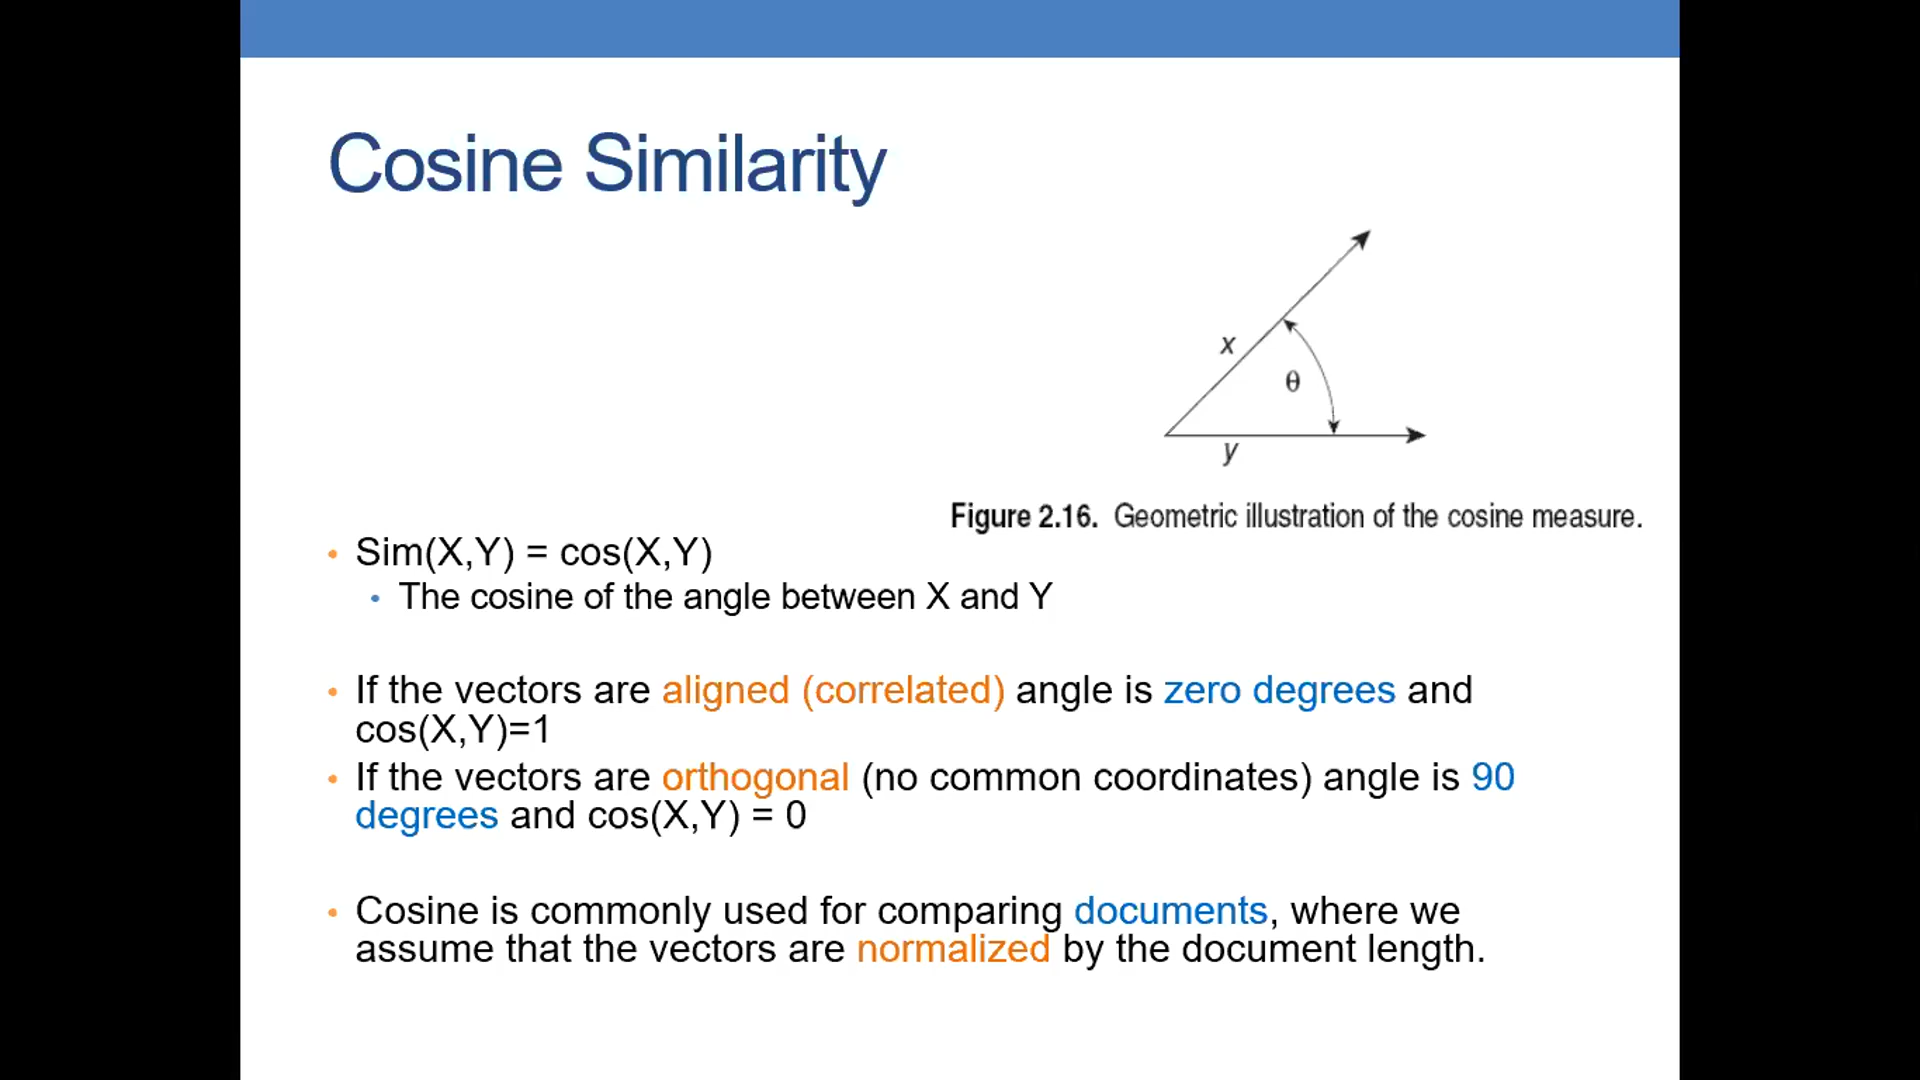 Cosine Similarity
x
θ
y
Figure 2.16. Geometric illustration of the cosine measure.
• Sim(X,Y) = cos(X,Y)
• The cosine of the angle between X and Y
• If the vectors are aligned (correlated) angle is zero degrees and
cos(X,Y)=1
• If the vectors are orthogonal (no common coordinates) angle is 90
degrees and cos(X,Y) = 0
• Cosine is commonly used for comparing documents, where we
assume that the vectors are normalized by the document length.